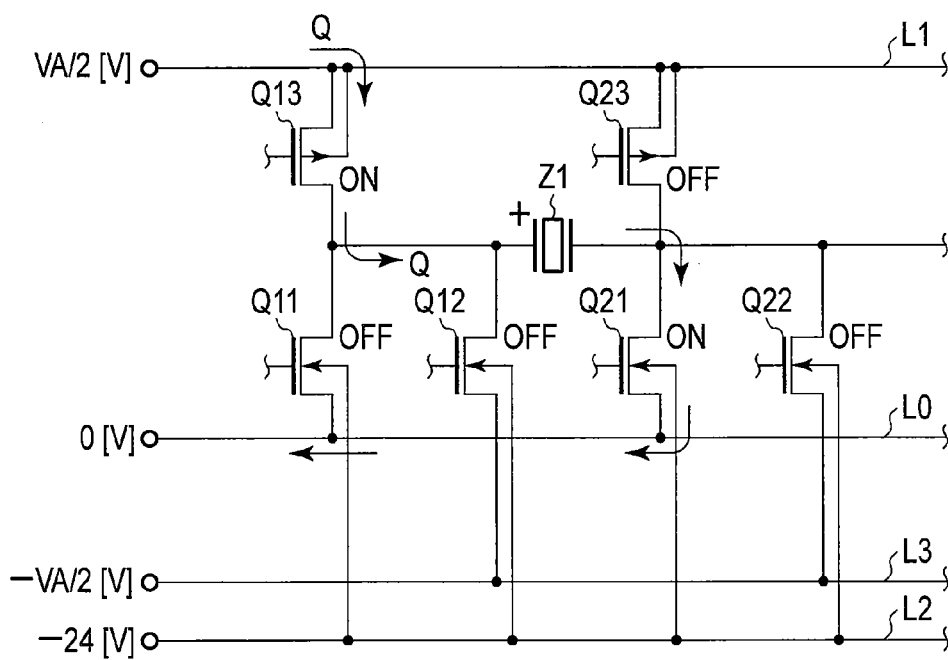 Q
L1
VA/2 [V]
Q13
Q23
ON
Z1
OFF
+
Q
Q11
Q12
Q21
Q22
OFF
OFF
ON
OFF
0 [V]
L0
−VA/2 [V]
L3
−24 [V]
L2